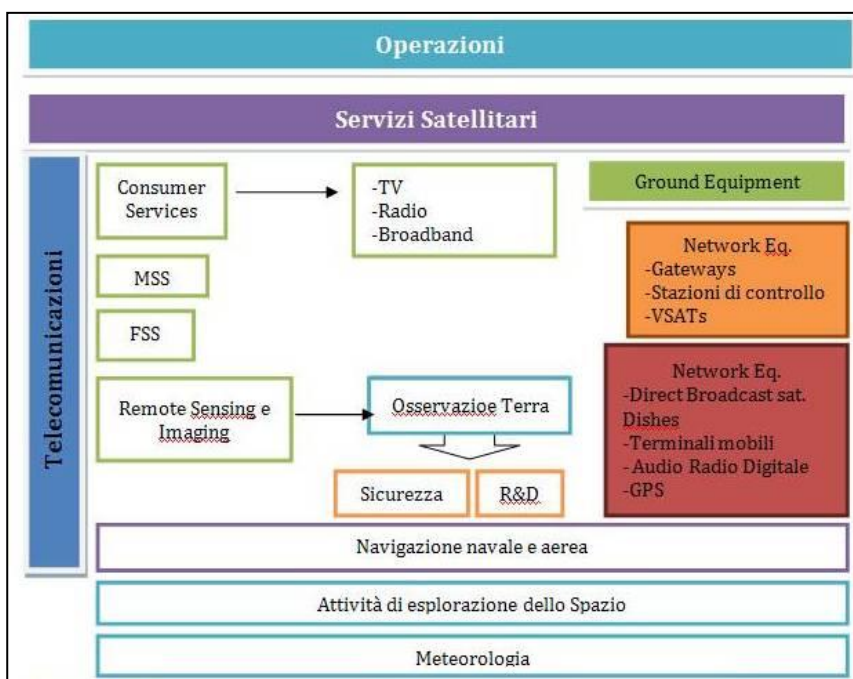 Operazioni
Servizi Satellitari
Telecomunicazioni
Consumer
Services
-TV
-Radio
-Broadband
MSS
FSS
Remote Sensing e
Imaging
Osservazioe Terra
Sicurezza
R&D
Ground Equipment
Network Eq.
-Gateways
-Stazioni di controllo
-VSATs
Network Eq.
-Direct Broadcast sat.
Dishes
-Terminali mobili
- Audio Radio Digitale
-GPS
Navigazione navale e aerea
Attività di esplorazione dello Spazio
Meteorologia